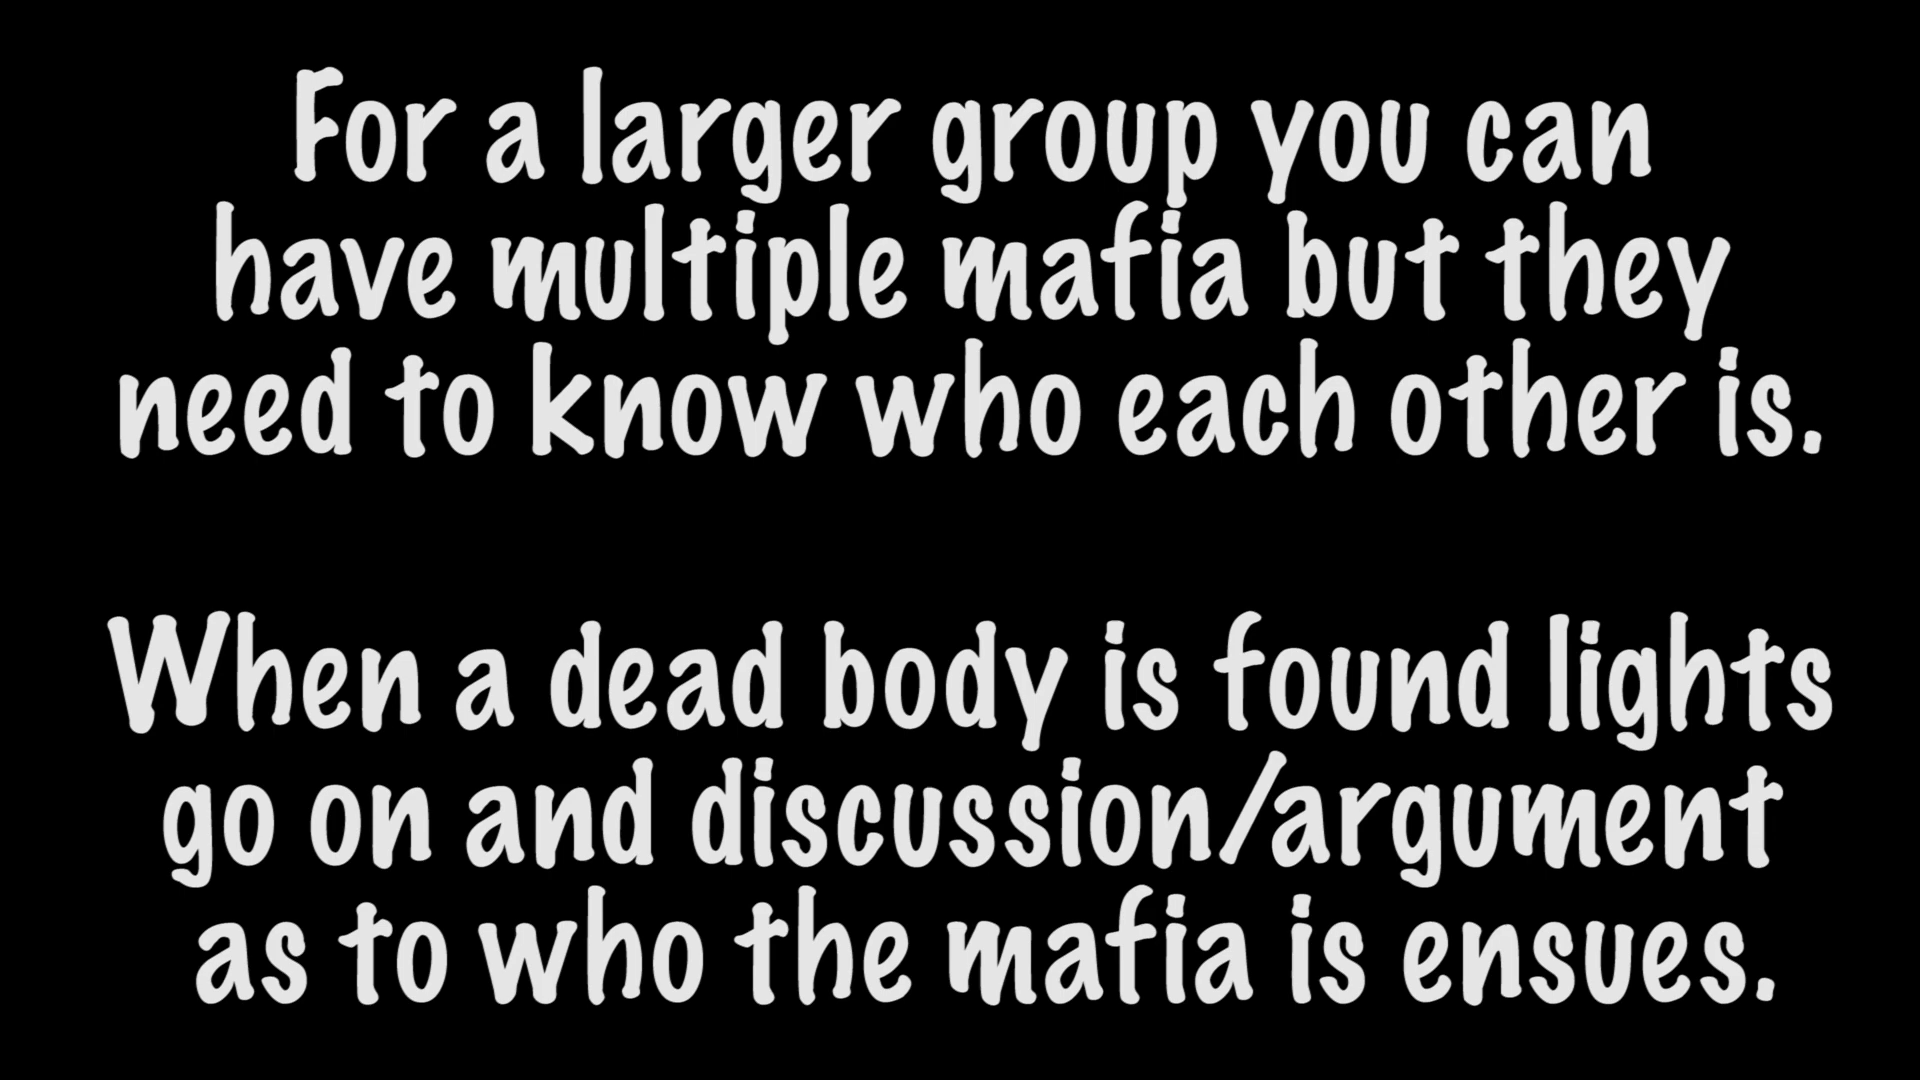 For a larger group you can
have multiple mafia but they
need to know who each other is.
When a dead body is found lights
go on and discussion/argument
as to who the mafia is ensues.